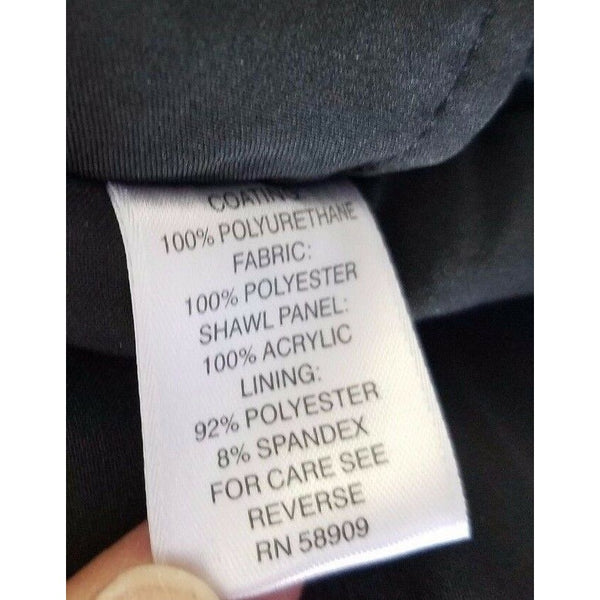 COATING
100% POLYURETHANE
FABRIC:
100% POLYESTER
SHAWL PANEL:
100% ACRYLIC
LINING:
92% POLYESTER
8% SPANDEX
FOR CARE SEE
REVERSE
RN 58909